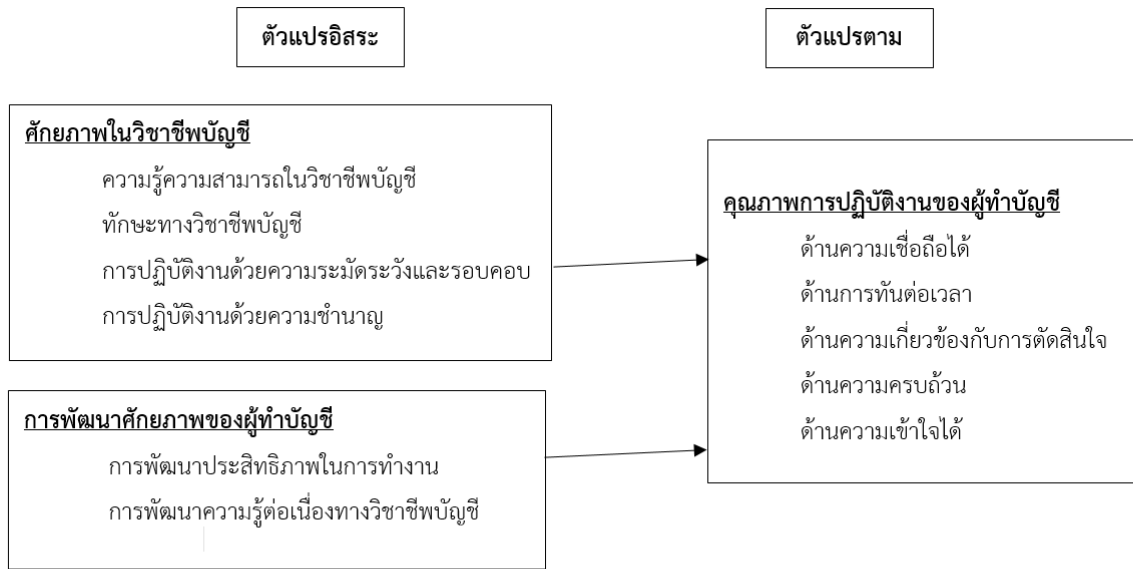 ตัวแปรอิสระ
ตัวแปรตาม
ศักยภาพในวิชาชีพบัญชี
ความรู้ความสามารถในวิชาชีพบัญชี
ทักษะทางวิชาชีพบัญชี
การปฏิบัติงานด้วยความระมัดระวังและรอบคอบ
การปฏิบัติงานด้วยความชำนาญ
การพัฒนาศักยภาพของผู้ทำบัญชี
การพัฒนาประสิทธิภาพในการทำงาน
การพัฒนาความรู้ต่อเนื่องทางวิชาชีพบัญชี
คุณภาพการปฏิบัติงานของผู้ทำบัญชี
ด้านความเชื่อถือได้
ด้านการทันต่อเวลา
ด้านความเกี่ยวข้องกับการตัดสินใจ
ด้านความครบถ้วน
ด้านความเข้าใจได้